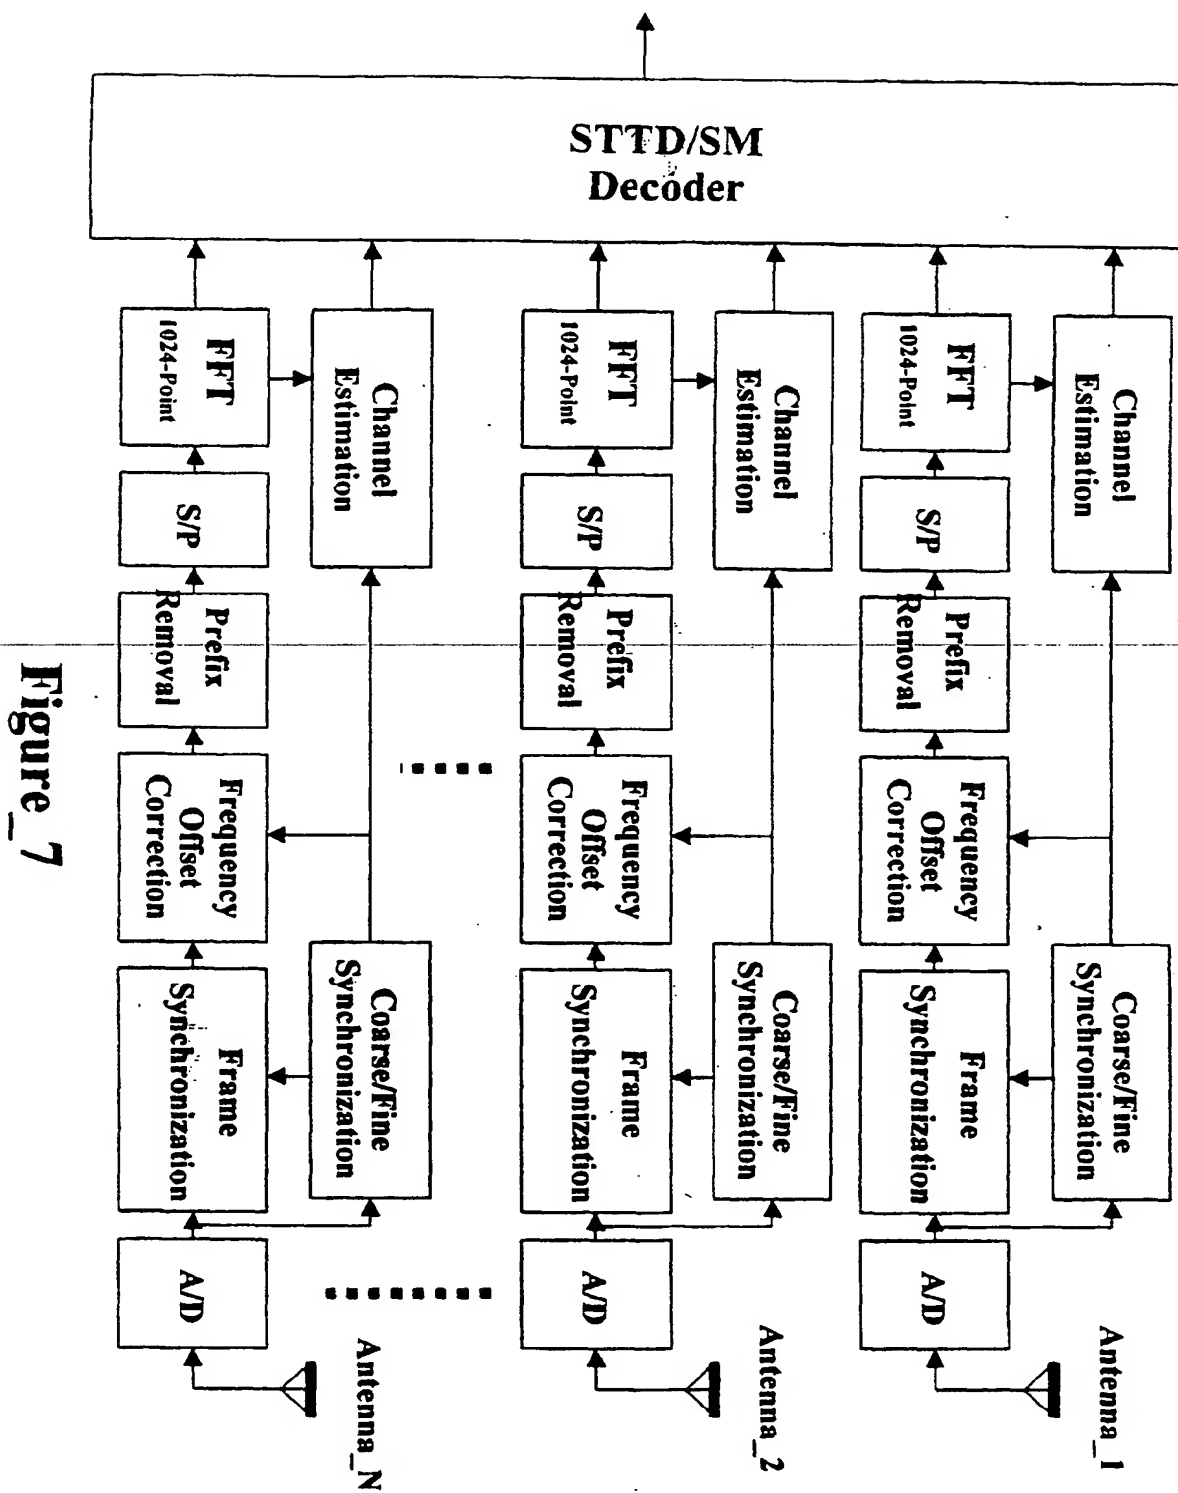 STTD/SM
Decoder
Antenna_1
A/D
Coarse/Fine
Synchronization
Frame
Synchronization
Frequency
Offset
Correction
Prefix
Removal
S/P
FFT
1024-Point
Channel
Estimation
Antenna_2
A/D
Coarse/Fine
Synchronization
Frame
Synchronization
Frequency
Offset
Correction
Prefix
Removal
S/P
FFT
1024-Point
Channel
Estimation
Antenna_N
A/D
Coarse/Fine
Synchronization
Frame
Synchronization
Frequency
Offset
Correction
Prefix
Removal
S/P
FFT
1024-Point
Channel
Estimation
Figure_7